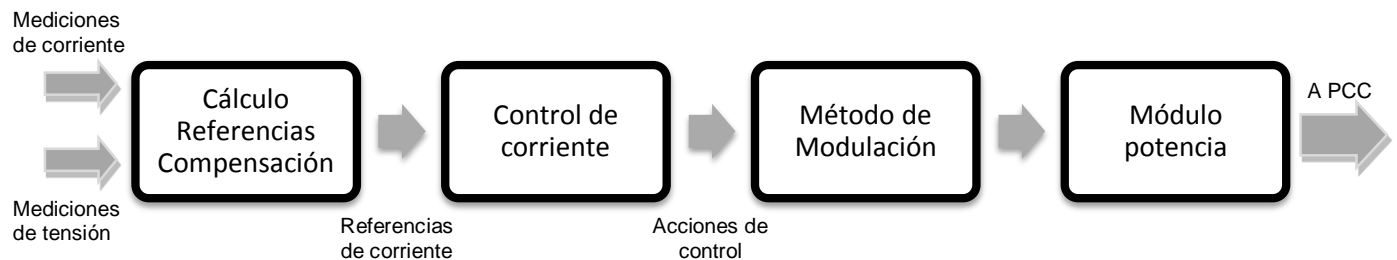 Mediciones
de corriente
Mediciones
de tensión
Cálculo
Referencias
Compensación
Referencias
de corriente
Control de
corriente
Acciones de
control
Método de
Modulación
Módulo
potencia
A PCC